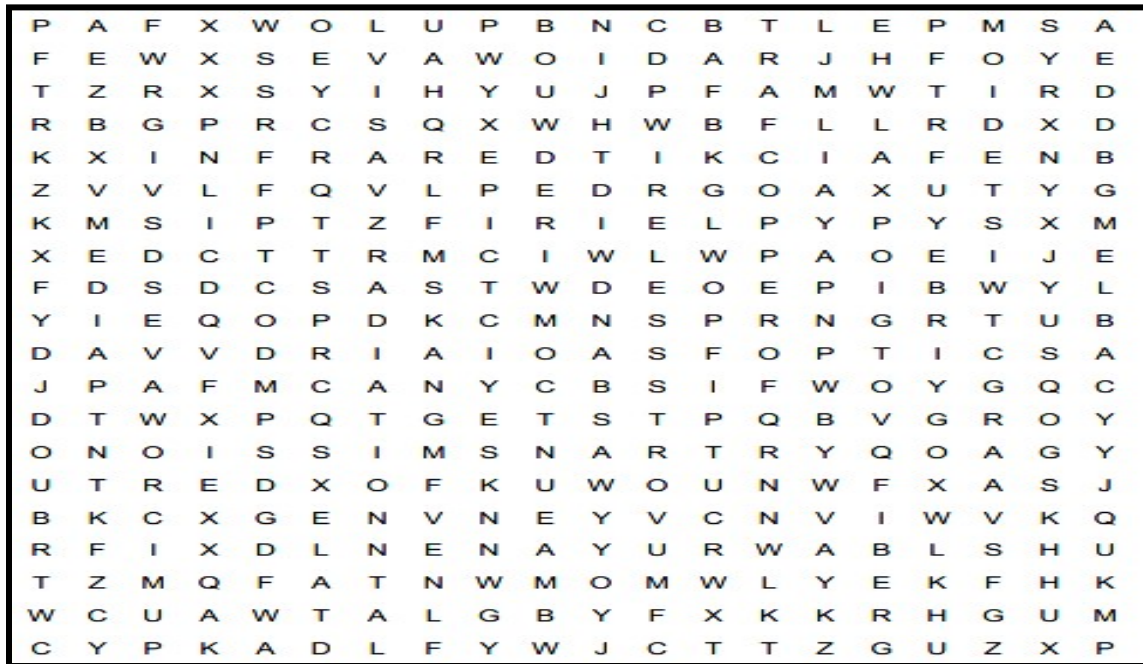 P A F X W O L U P B N C B T L E P M S A
F E W X S E V A W O I D A R J H F O Y E
T Z R X S Y I H Y U J P F A M W T I R D
R B G P R C S Q X W H W B F L L R D X D
K X I N F R A R E D T I K C I A F E N B
Z V V L F Q V L P E D R G O A X U T Y G
K M S I P T Z F I R I E L P Y P Y S X M
X E D C T T R M C I W L W P A O E I J E
F D S D C S A S T W D E O E P I B W Y L
Y I E Q O P D K C M N S P R N G R T U B
D A V V D R I A I O A S F O P T I C S A
J P A F M C A N Y C B S I F W O Y G Q C
D T W X P Q T G E T S T P Q B V G R O Y
O N O I S S I M S N A R T R Y Q O A G Y
U T R E D X O F K U W O U N W F X A S J
B K C X G E N V N E Y V C N V I W V K Q
R F I X D L N E N A Y U R W A B L S H U
T Z M Q F A T N W M O M W L Y E K F H K
W C U A W T A L G B Y F X K K R H G U M
C Y P K A D L F Y W J C T T Z G U Z X P